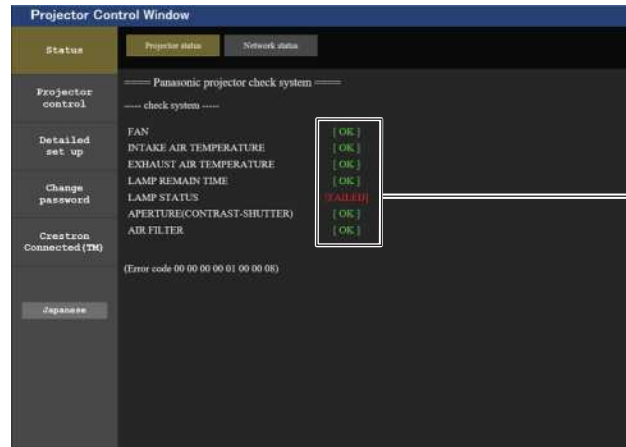 Projector Control Window
Status
Projector status
Network status
Projector
control
==== Panasonic projector check system ====
----- check system -----
Detailed
set up
FAN [ OK ]
INTAKE AIR TEMPERATURE [ OK ]
EXHAUST AIR TEMPERATURE [ OK ]
LAMP REMAIN TIME [ OK ]
LAMP STATUS [FAILED]
APERTURE(CONTRAST-SHUTTER) [ OK ]
AIR FILTER [ OK ]
Change
password
Crestron
Connected(TM)
(Error code 00 00 00 00 01 00 00 08)
Japanese